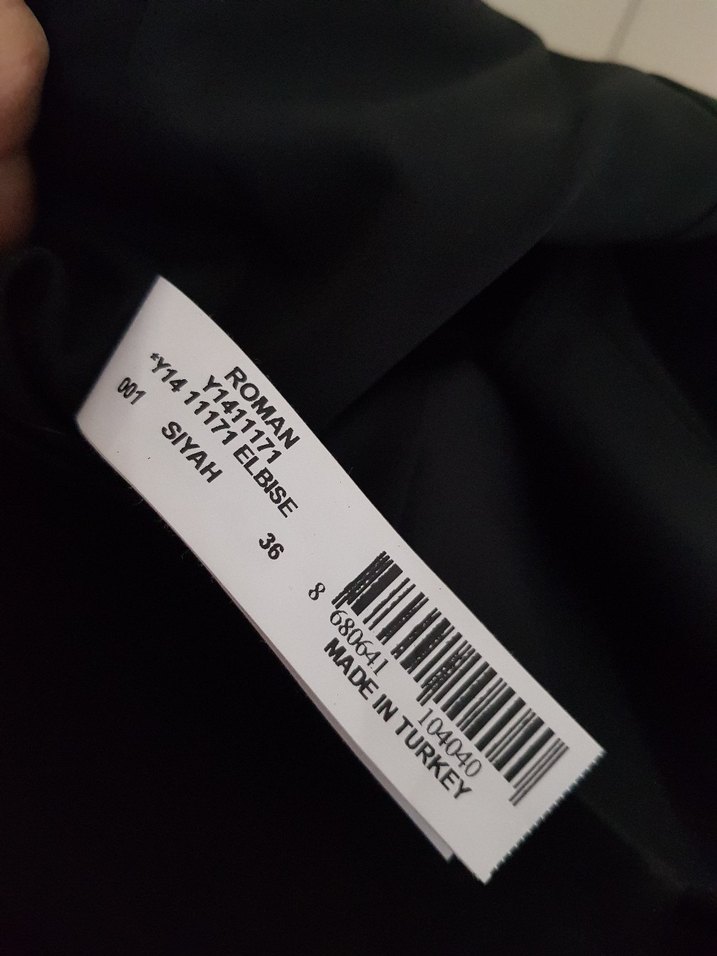 ROMAN
Y1411171
*Y14 11171 ELBISE
001 SIYAH
36
8 680641 104040
MADE IN TURKEY